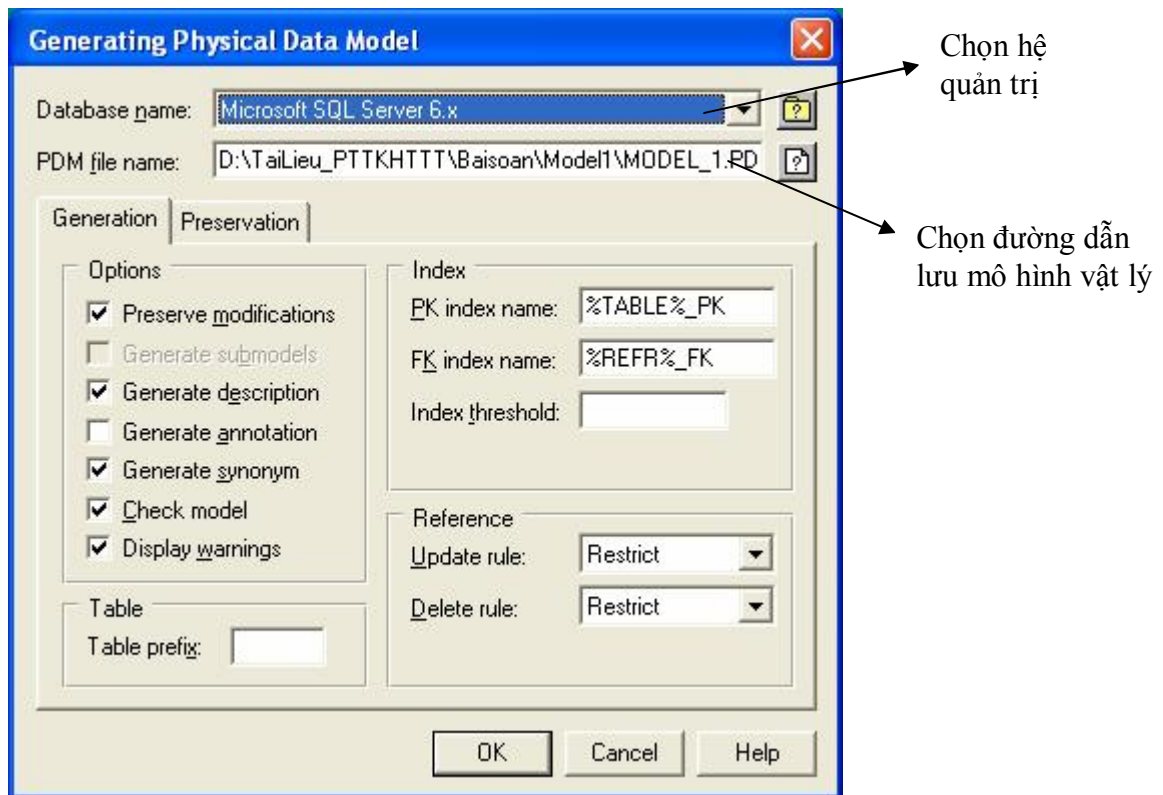 Generating Physical Data Model
Chọn hệ
quản trị
Database name:
Microsoft SQL Server 6.x
PDM file name:
D:\TaiLieu_PTTKHTTT\Baisoan\Model1\MODEL_1.PD
Chọn đường dẫn
lưu mô hình vật lý
Generation
Preservation
Options
Preserve modifications
Generate submodels
Generate description
Generate annotation
Generate synonym
Check model
Display warnings
Table
Table prefix:
Index
PK index name:
%TABLE%_PK
FK index name:
%REFR%_FK
Index threshold:
Reference
Update rule:
Restrict
Delete rule:
Restrict
OK
Cancel
Help